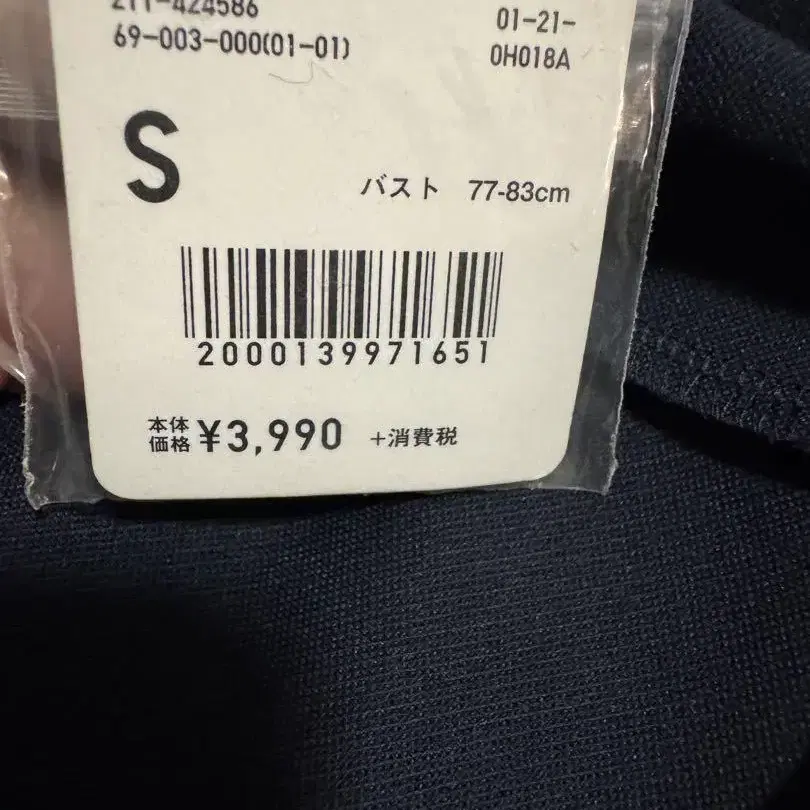 211-424586
69-003-000(01-01)
01-21-
0H018A
S
バスト 77-83cm
2000139971651
本体
価格 ¥3,990 +消費税